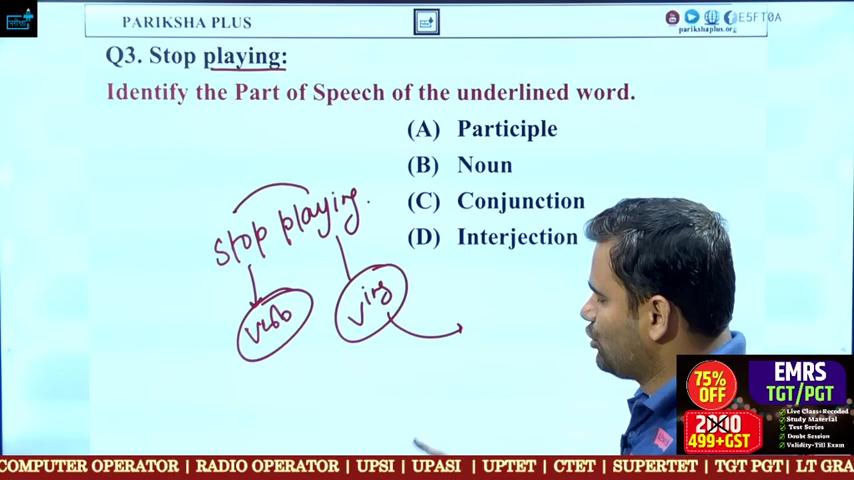 परीक्षा
PARIKSHA PLUS
E5FT0A
parikshaplus.org
Q3. Stop playing:
Identify the Part of Speech of the underlined word.
(A) Participle
(B) Noun
(C) Conjunction
(D) Interjection
Stop playing.
Verb
Ving
75%
OFF
EMRS
TGT/PGT
2000
499+GST
Live Class+Recoded
Study Material
Test Series
Doubt Session
Validity-Till Exam
COMPUTER OPERATOR | RADIO OPERATOR | UPSI | UPASI | UPTET | CTET | SUPERTET | TGT PGT | LT GRA